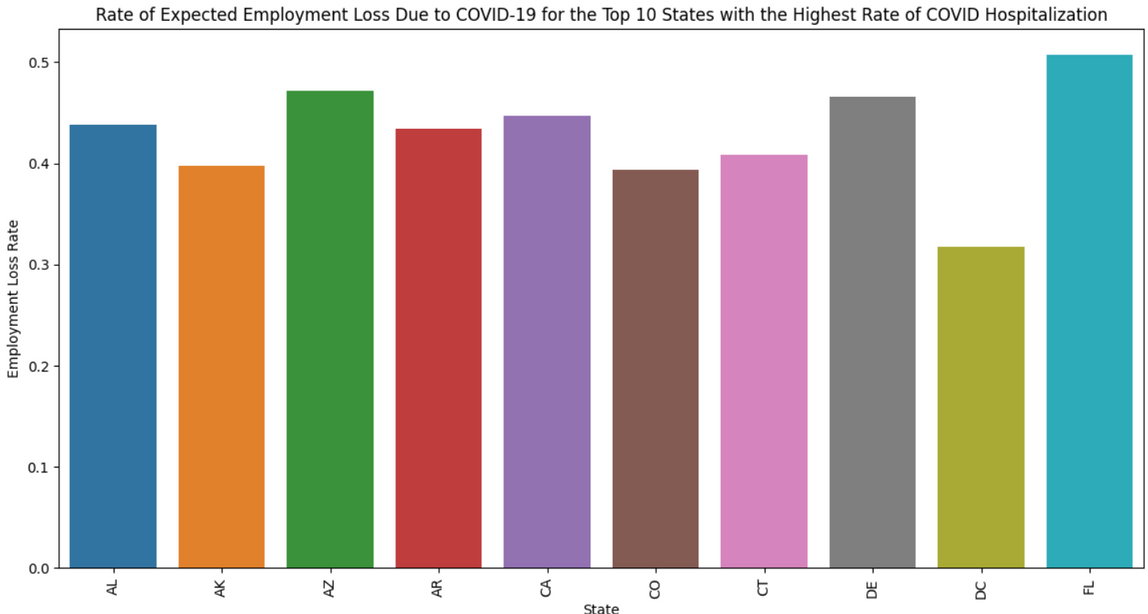 Rate of Expected Employment Loss Due to COVID-19 for the Top 10 States with the Highest Rate of COVID Hospitalization
Employment Loss Rate
0.5
0.4
0.3
0.2
0.1
0.0
AL
AK
AZ
AR
CA
CO
CT
DE
DC
FL
State